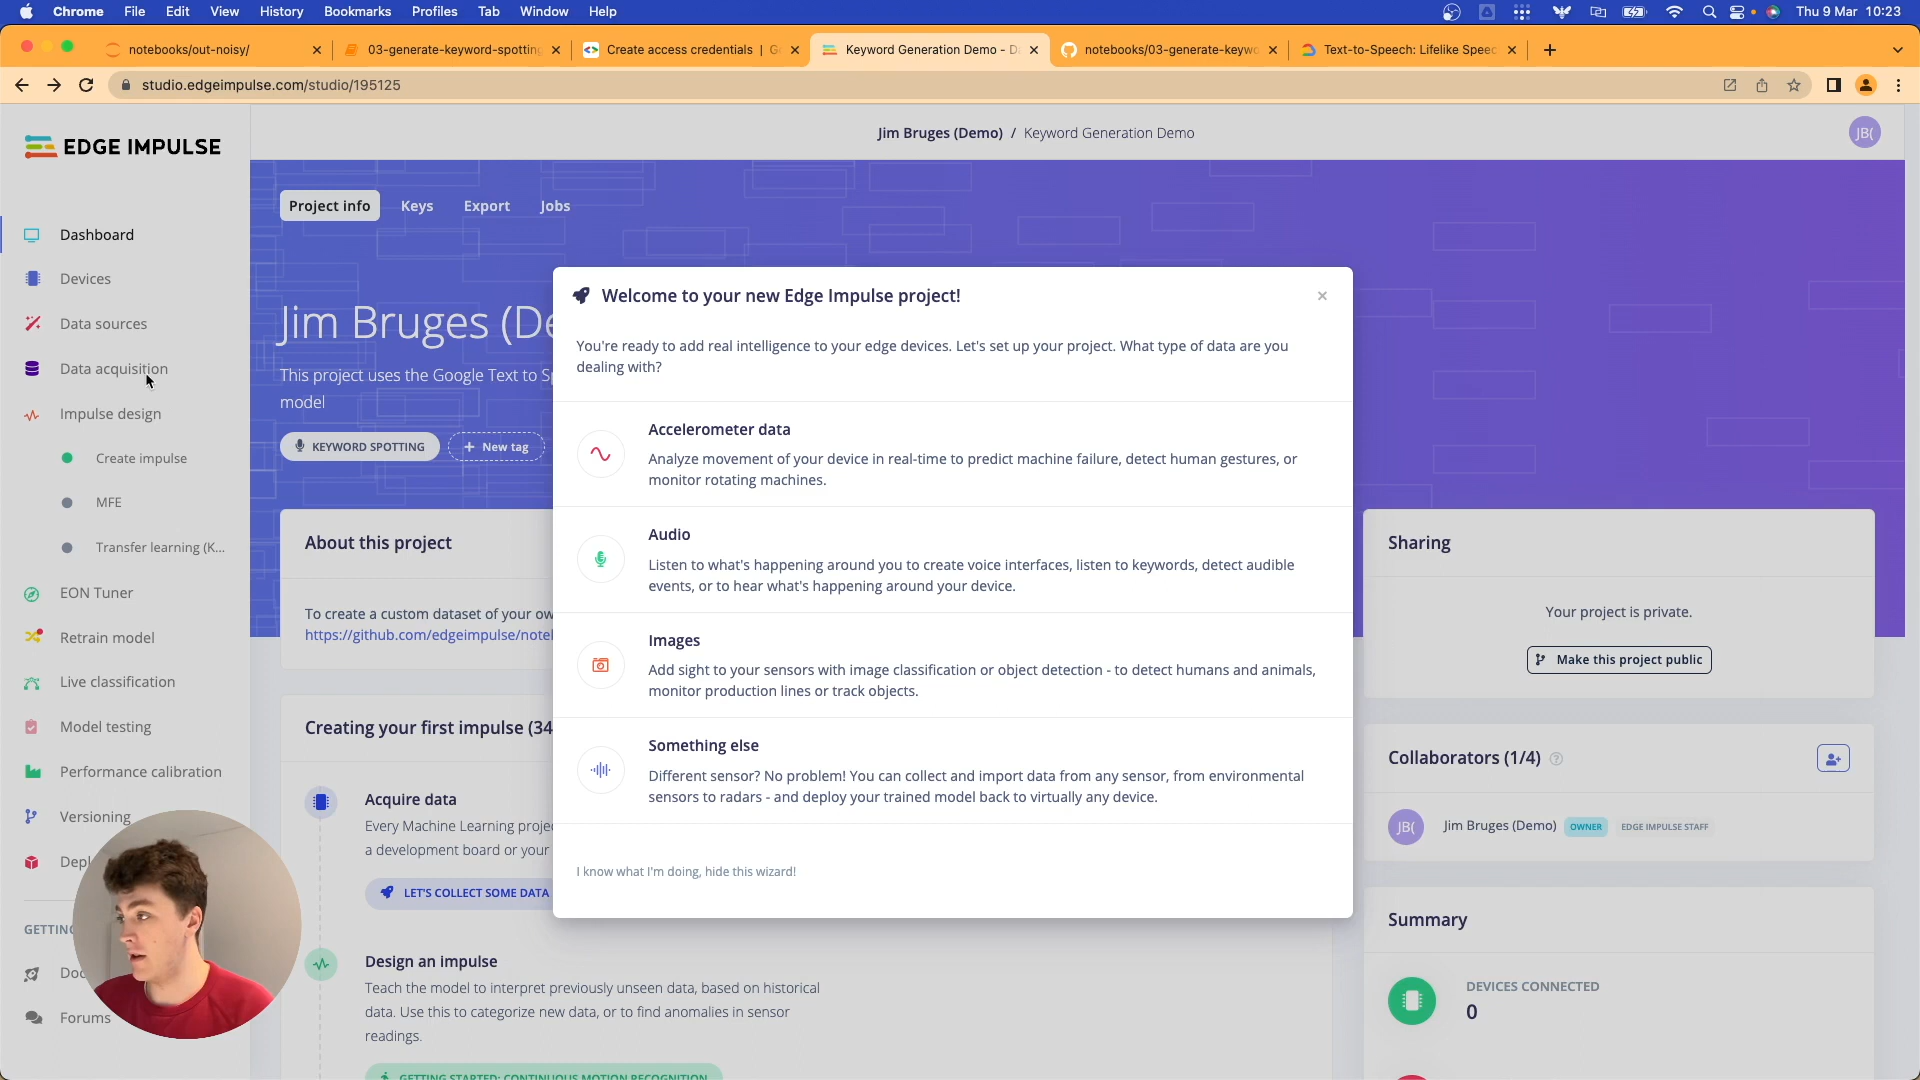 Chrome File Edit View History Bookmarks Profiles Tab Window Help Thu 9 Mar 10:23
notebooks/out-noisy/
03-generate-keyword-spotting
Create access credentials |
Keyword Generation Demo -
notebooks/03-generate-keywo
Text-to-Speech: Lifelike Speec
studio.edgeimpulse.com/studio/195125
EDGE IMPULSE
Jim Bruges (Demo) / Keyword Generation Demo
JB(
Project info Keys Export Jobs
Dashboard
Devices
Data sources
Data acquisition
Impulse design
Create impulse
MFE
Transfer learning (K...
EON Tuner
Retrain model
Live classification
Model testing
Performance calibration
Versioning
Depl
GETTING
Doc
Forums
Jim Bruges (De
This project uses the Google Text to Sp
model
KEYWORD SPOTTING + New tag
About this project
To create a custom dataset of your ow
https://github.com/edgeimpulse/note
Creating your first impulse (34
Acquire data
Every Machine Learning projec
a development board or your
LET'S COLLECT SOME DATA
Design an impulse
Teach the model to interpret previously unseen data, based on historical
data. Use this to categorize new data, or to find anomalies in sensor
readings.
GETTING STARTED: CONTINUOUS MOTION RECOGNITION
Welcome to your new Edge Impulse project!
You're ready to add real intelligence to your edge devices. Let's set up your project. What type of data are you
dealing with?
Accelerometer data
Analyze movement of your device in real-time to predict machine failure, detect human gestures, or
monitor rotating machines.
Audio
Listen to what's happening around you to create voice interfaces, listen to keywords, detect audible
events, or to hear what's happening around your device.
Images
Add sight to your sensors with image classification or object detection - to detect humans and animals,
monitor production lines or track objects.
Something else
Different sensor? No problem! You can collect and import data from any sensor, from environmental
sensors to radars - and deploy your trained model back to virtually any device.
I know what I'm doing, hide this wizard!
Sharing
Your project is private.
Make this project public
Collaborators (1/4)
JB( Jim Bruges (Demo) OWNER EDGE IMPULSE STAFF
Summary
DEVICES CONNECTED
0